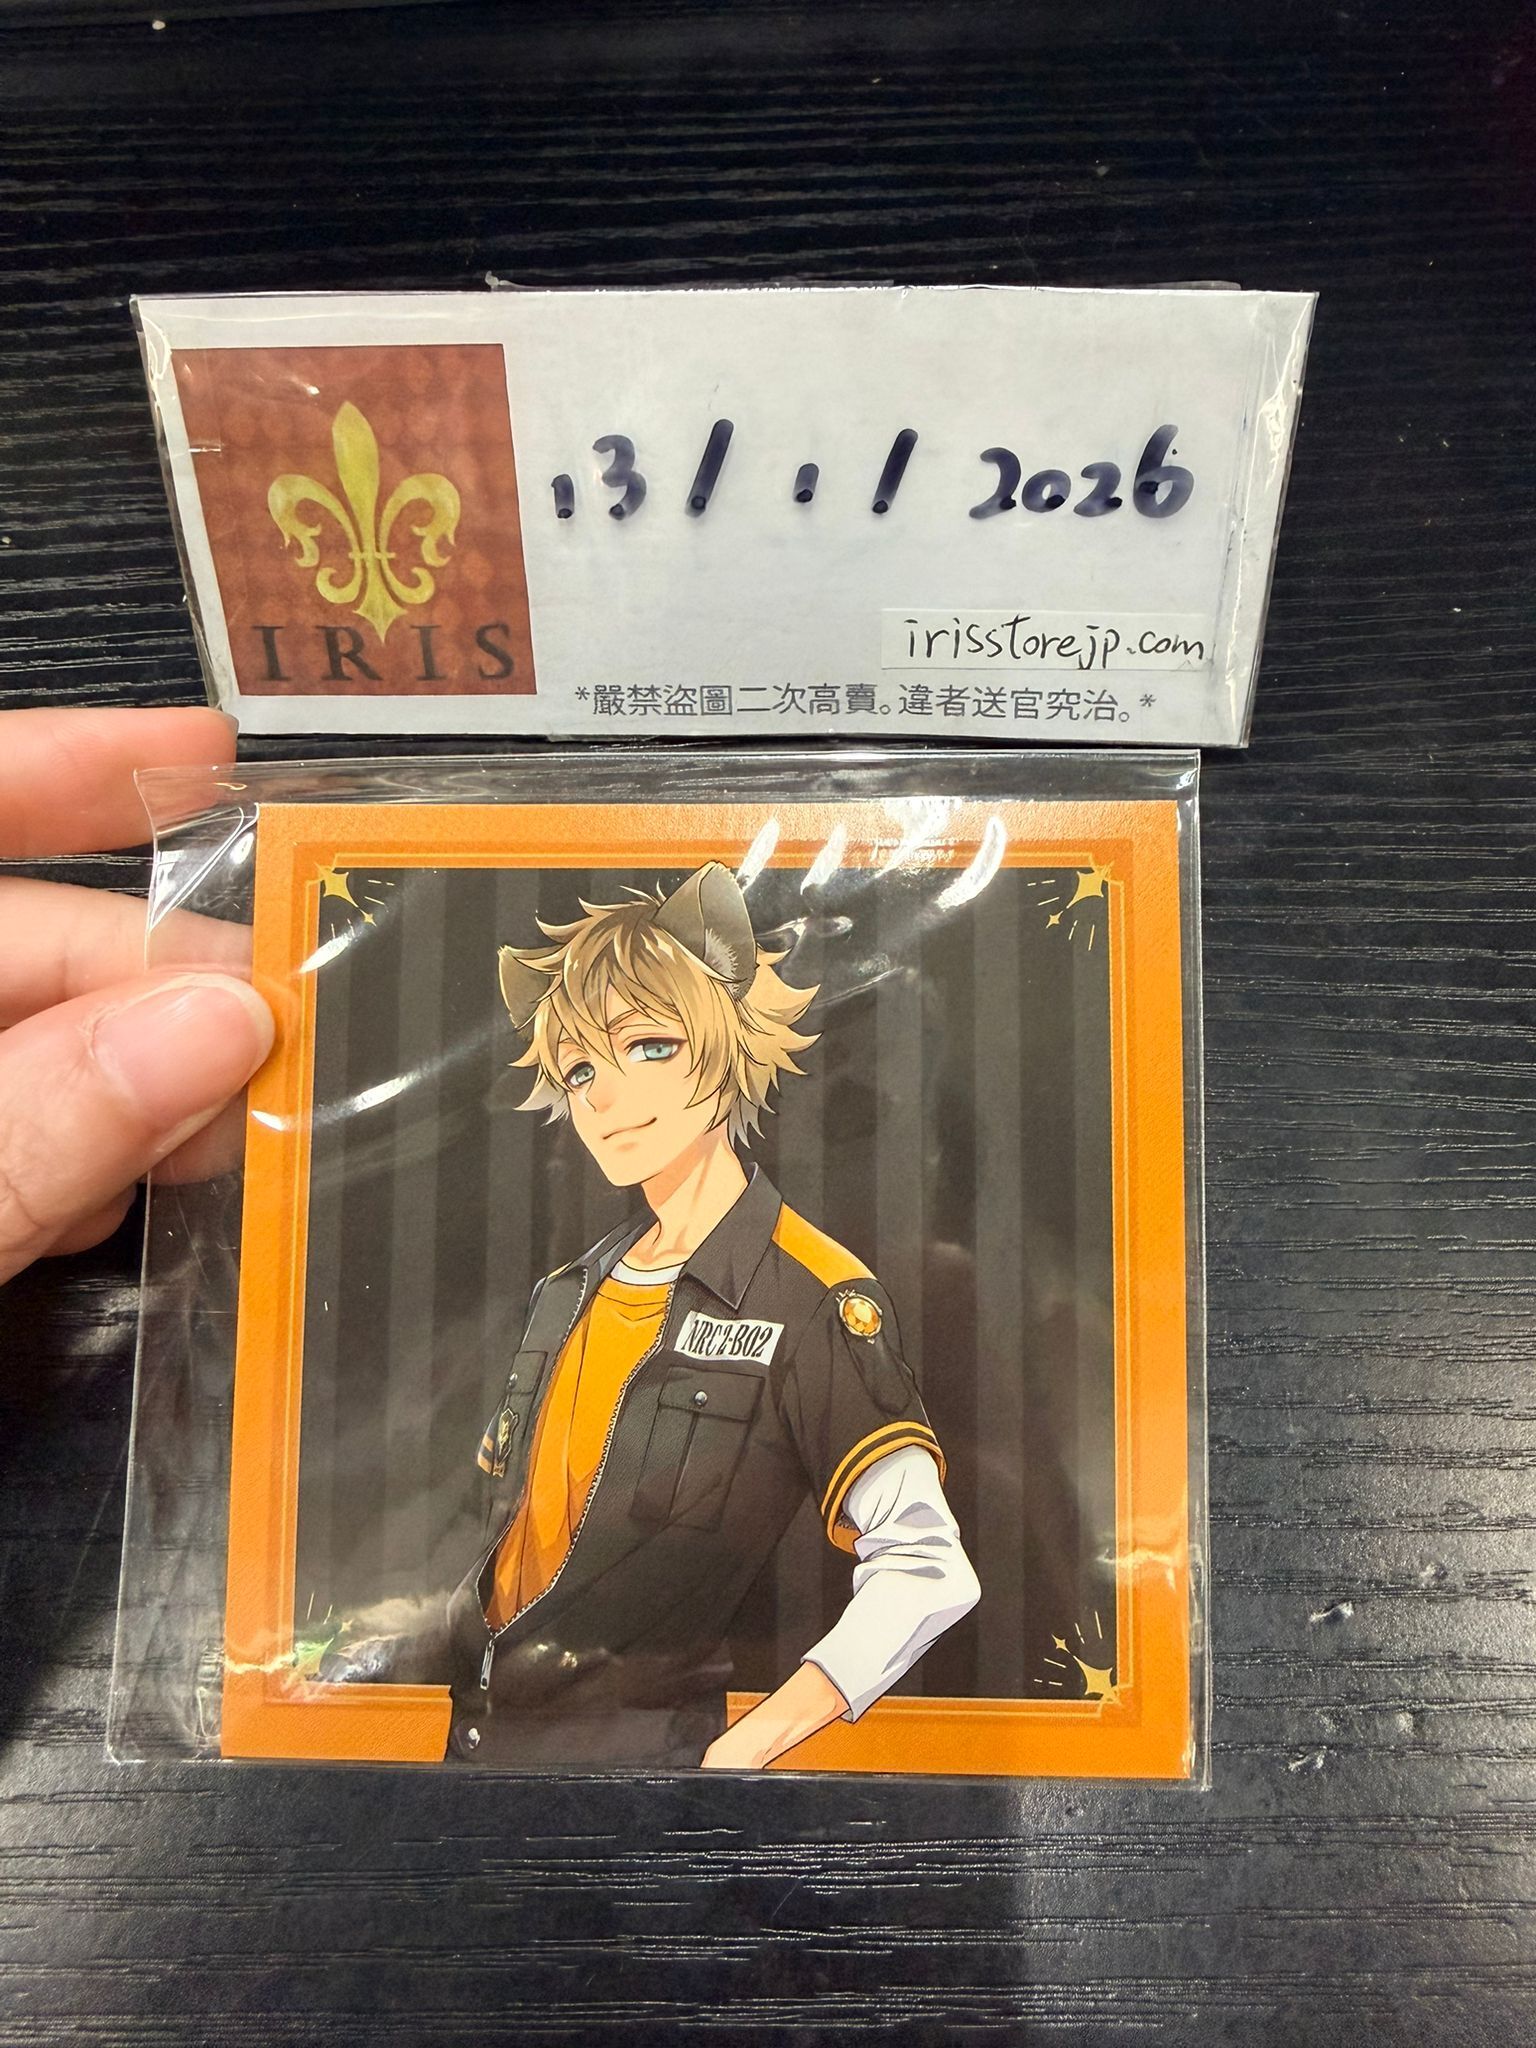 IRIS
13/1/2026
irisstorejp.com
*嚴禁盜圖二次高賣。違者送官究治。*
NRC2-B02